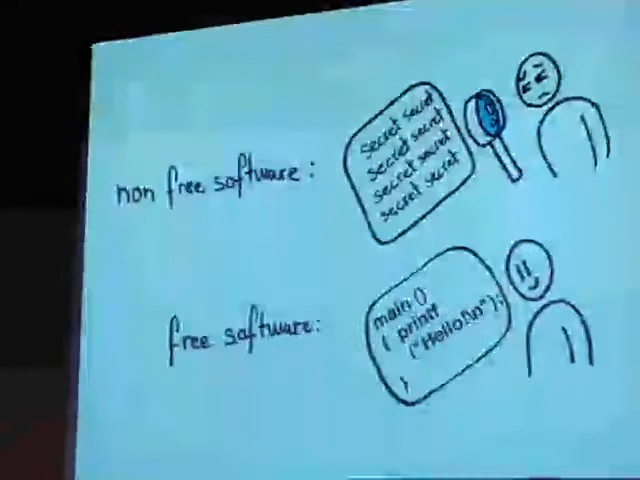 non free software:
secret secret
secret secret
secret secret
secret secret
free software:
main()
{ printf
("Hello!\n");
}